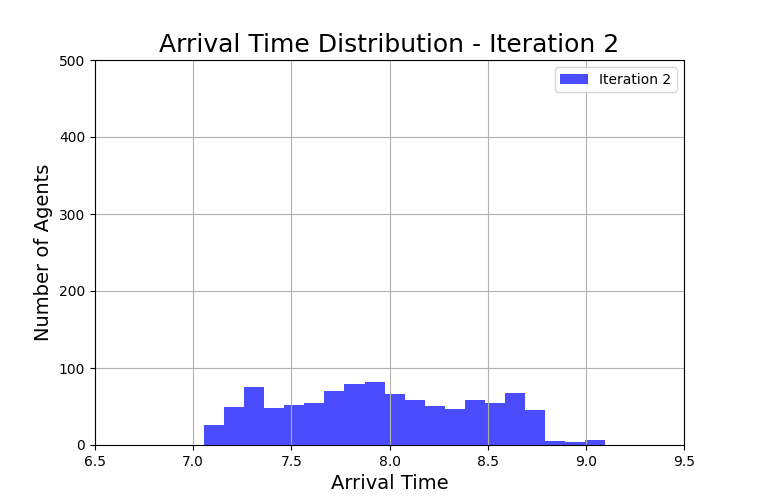 Arrival Time Distribution - Iteration 2
Iteration 2
500
400
300
200
100
0
Number of Agents
6.5 7.0 7.5 8.0 8.5 9.0 9.5
Arrival Time